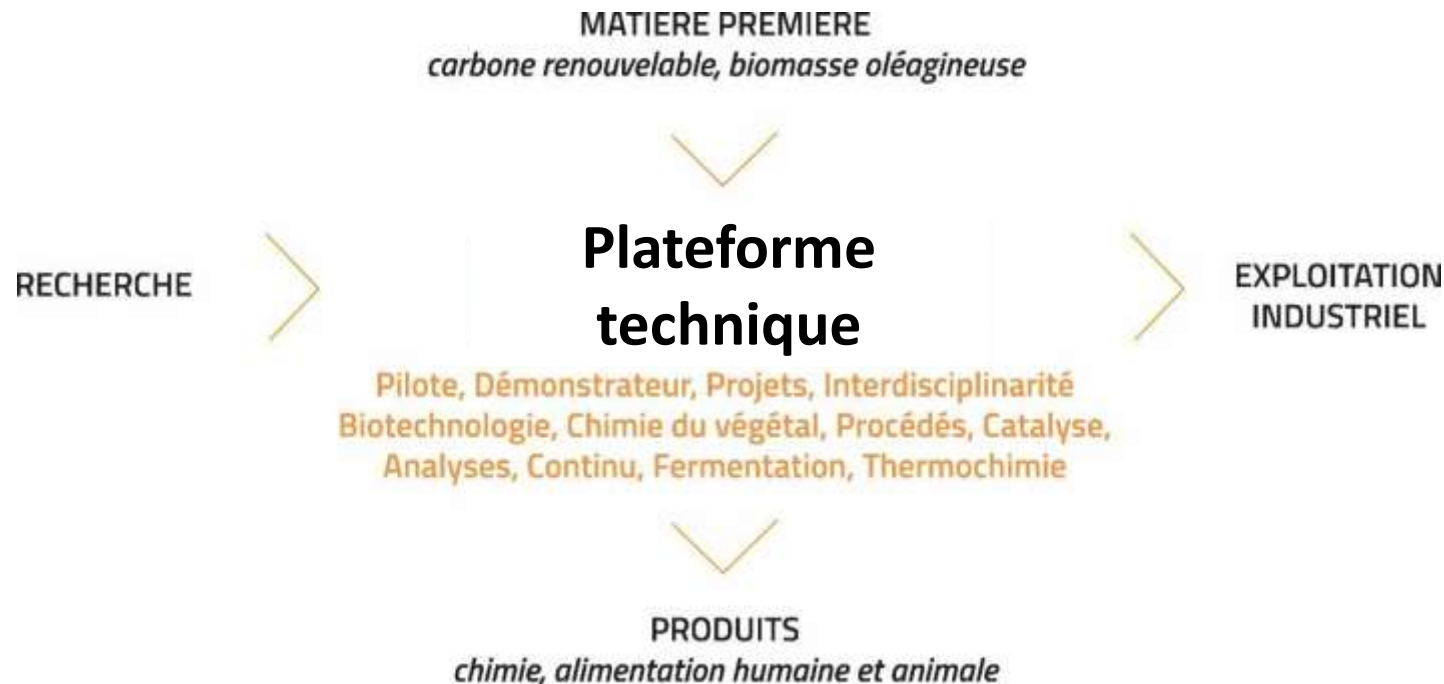 MATIERE PREMIERE
carbone renouvelable, biomasse oléagineuse
Plateforme
technique
RECHERCHE
EXPLOITATION
INDUSTRIEL
Pilote, Démonstrateur, Projets, Interdisciplinarité
Biotechnologie, Chimie du végétal, Procédés, Catalyse,
Analyses, Continu, Fermentation, Thermochimie
PRODUITS
chimie, alimentation humaine et animale